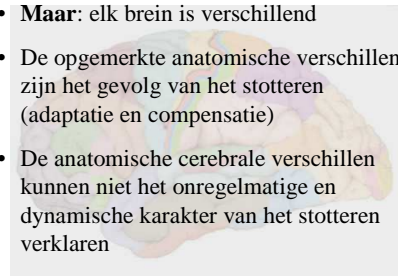 • Maar: elk brein is verschillend
• De opgemerkte anatomische verschillen
zijn het gevolg van het stotteren
(adaptatie en compensatie)
• De anatomische cerebrale verschillen
kunnen niet het onregelmatige en
dynamische karakter van het stotteren
verklaren